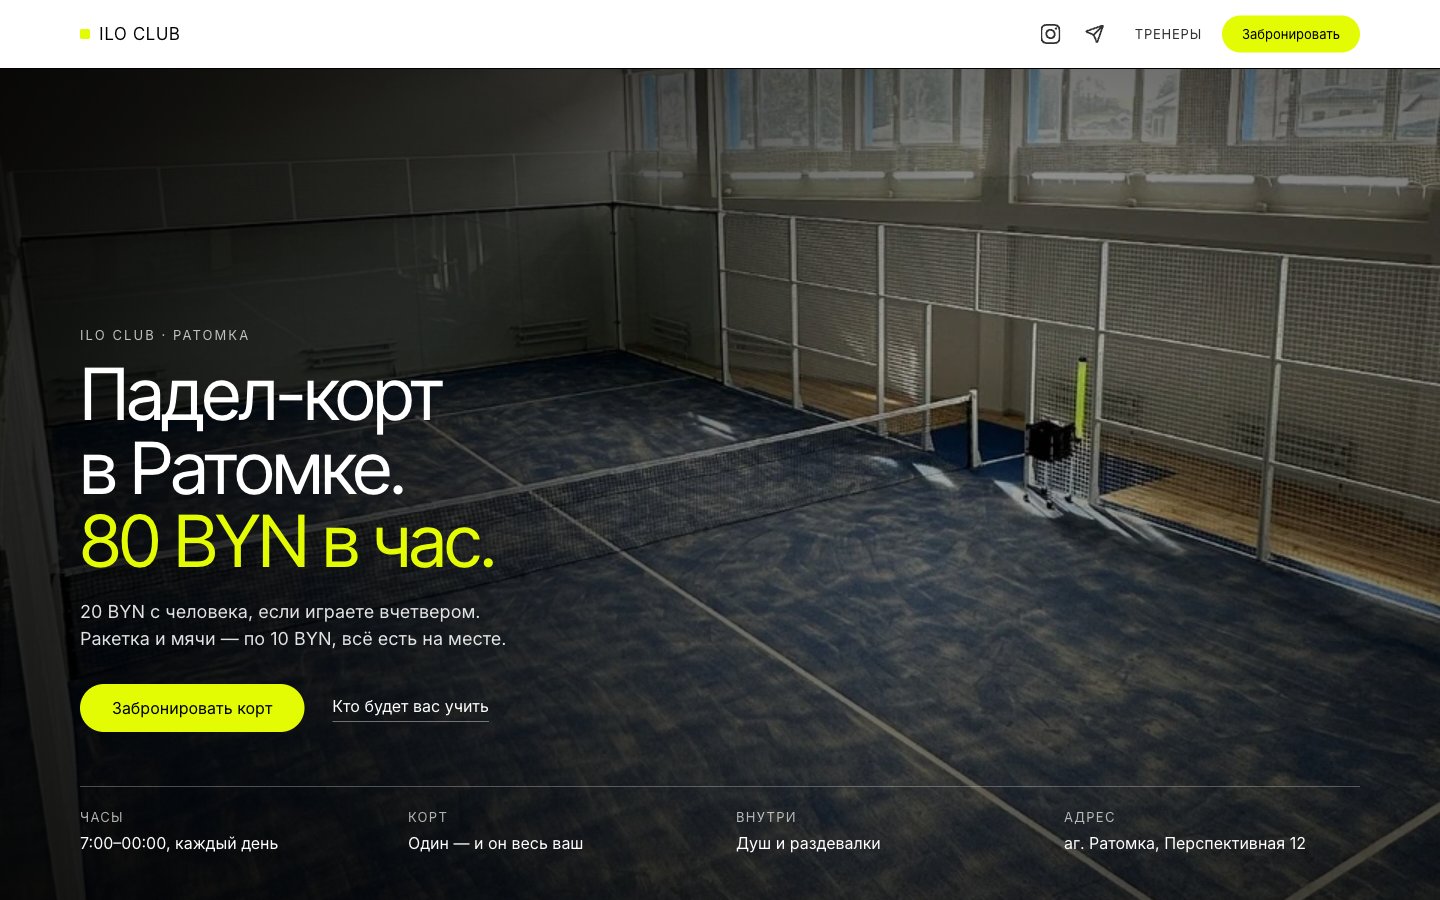 ILO CLUB
ТРЕНЕРЫ
Забронировать
ILO CLUB · РАТОМКА
Падел-корт
в Ратомке.
80 BYN в час.
20 BYN с человека, если играете вчетвером.
Ракетка и мячи — по 10 BYN, всё есть на месте.
Забронировать корт
Кто будет вас учить
ЧАСЫ
7:00–00:00, каждый день
КОРТ
Один — и он весь ваш
ВНУТРИ
Душ и раздевалки
АДРЕС
аг. Ратомка, Перспективная 12